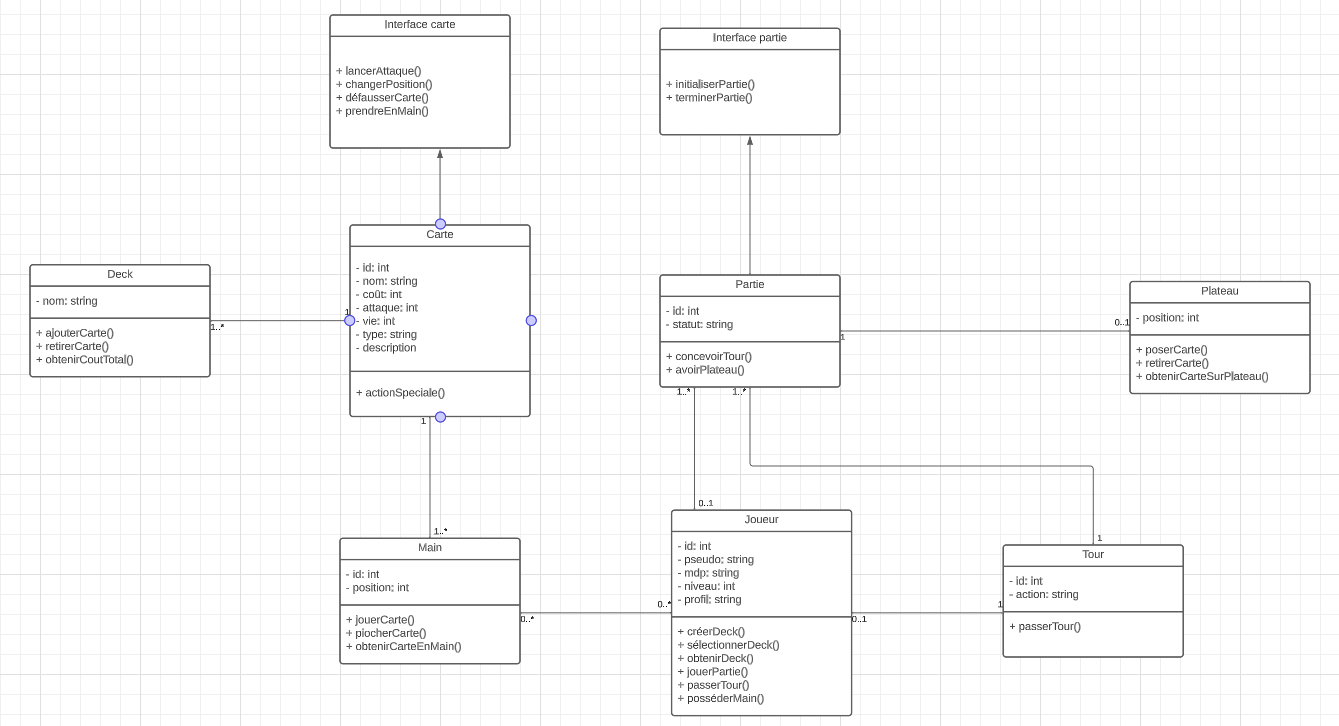 Interface carte
+ lancerAttaque()
+ changerPosition()
+ défausserCarte()
+ prendreEnMain()
Interface partie
+ initialiserPartie()
+ terminerPartie()
Deck
- nom: string
+ ajouterCarte()
+ retirerCarte()
+ obtenirCoutTotal()
1..*
1
Carte
- id: int
- nom: string
- coût: int
- attaque: int
- vie: int
- type: string
- description
+ actionSpeciale()
1
1..*
Partie
- id: int
- statut: string
+ concevoirTour()
+ avoirPlateau()
1
0..1
1..*
1..*
Plateau
- position: int
+ poserCarte()
+ retirerCarte()
+ obtenirCarteSurPlateau()
0..1
1
Main
- id: int
- position: int
+ jouerCarte()
+ piocherCarte()
+ obtenirCarteEnMain()
0..*
0..*
Joueur
- id: int
- pseudo: string
- mdp: string
- niveau: int
- profil: string
+ créerDeck()
+ sélectionnerDeck()
+ obtenirDeck()
+ jouerPartie()
+ passerTour()
+ posséderMain()
0..1
1
Tour
- id: int
- action: string
+ passerTour()